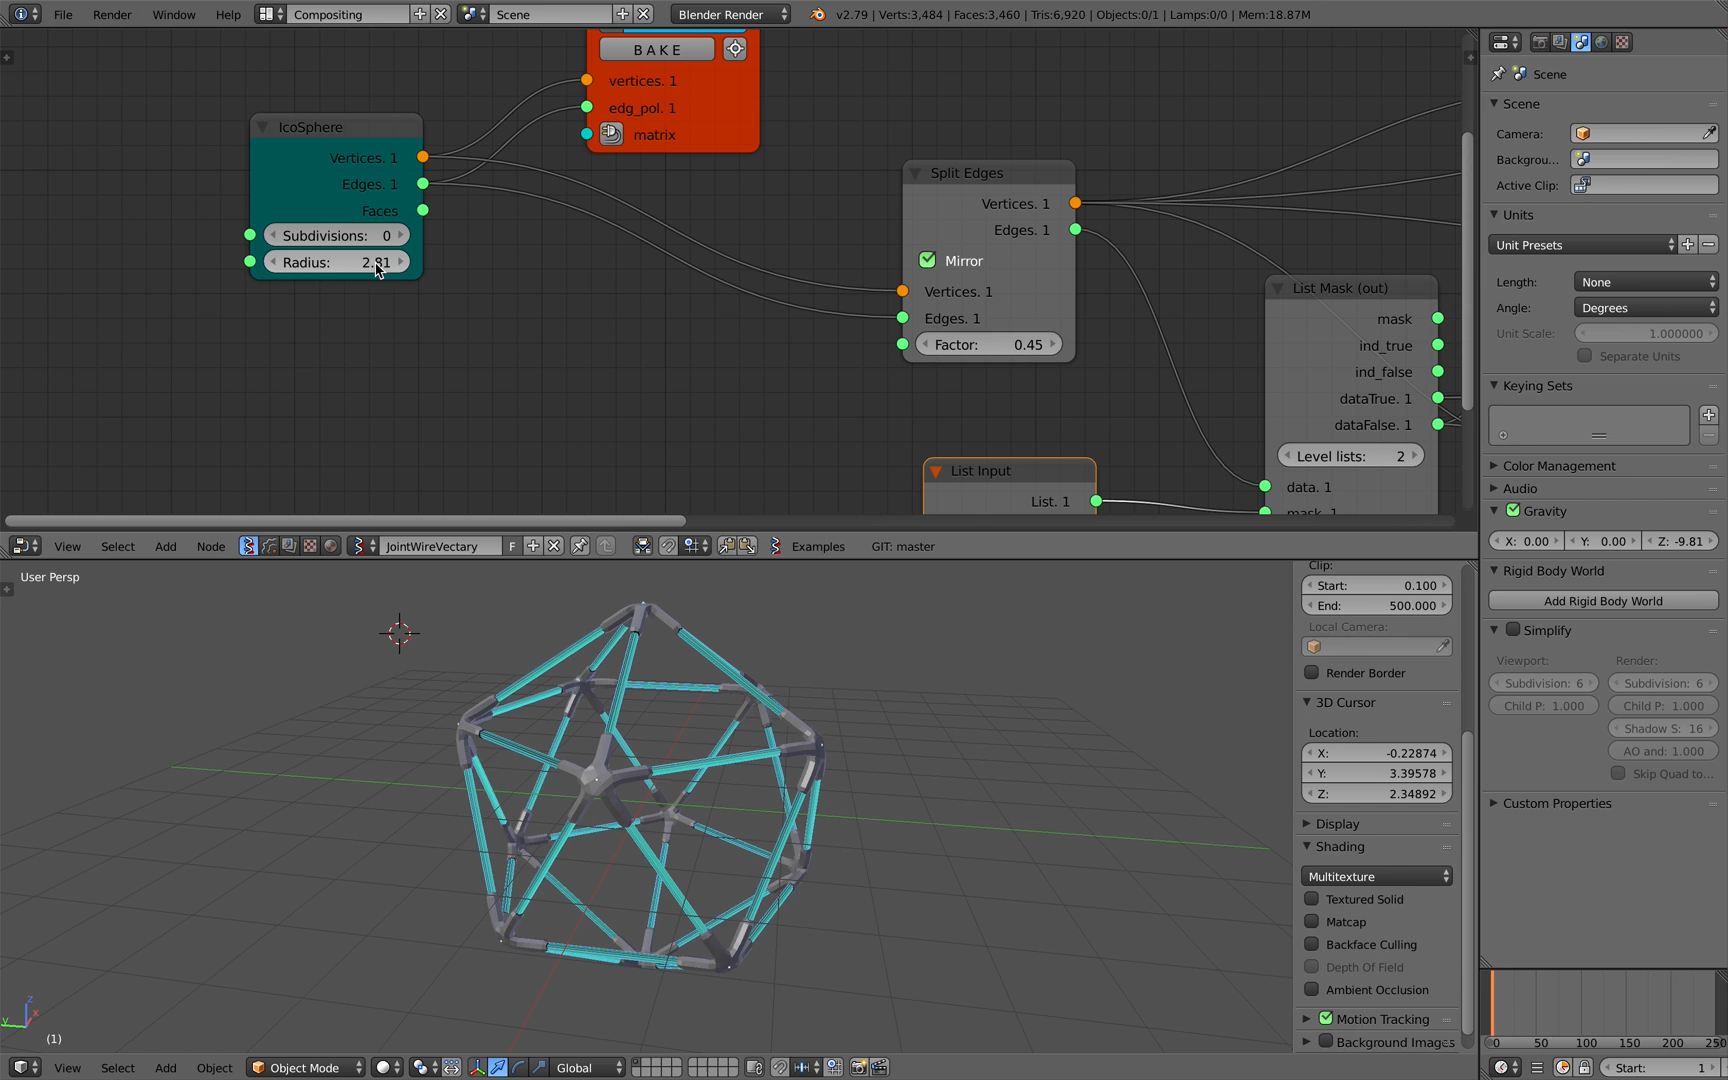 File Render Window Help Compositing Scene Blender Render v2.79 | Verts:3,484 | Faces:3,460 | Tris:6,920 | Objects:0/1 | Lamps:0/0 | Mem:18.87M
BAKE
vertices. 1
edg_pol. 1
matrix
IcoSphere
Vertices. 1
Edges. 1
Faces
Subdivisions: 0
Radius: 2.81
Split Edges
Vertices. 1
Edges. 1
Mirror
Vertices. 1
Edges. 1
Factor: 0.45
List Mask (out)
mask
ind_true
ind_false
dataTrue. 1
dataFalse. 1
Level lists: 2
data. 1
mask. 1
List Input
List. 1
View Select Add Node JointWireVectary F Examples GIT: master
User Persp
(1)
View Select Add Object Object Mode Global
Clip:
Start: 0.100
End: 500.000
Local Camera:
Render Border
3D Cursor
Location:
X: -0.22874
Y: 3.39578
Z: 2.34892
Display
Shading
Multitexture
Textured Solid
Matcap
Backface Culling
Depth Of Field
Ambient Occlusion
Motion Tracking
Background Images
Scene
Scene
Camera:
Backgrou...
Active Clip:
Units
Unit Presets
Length: None
Angle: Degrees
Unit Scale: 1.000000
Separate Units
Keying Sets
Color Management
Audio
Gravity
X: 0.00 Y: 0.00 Z: -9.81
Rigid Body World
Add Rigid Body World
Simplify
Viewport: Render:
Subdivision: 6 Subdivision: 6
Child P: 1.000 Child P: 1.000
Shadow S: 16
AO and: 1.000
Skip Quad to...
Custom Properties
0 50 100 150 200 250
Start: 1